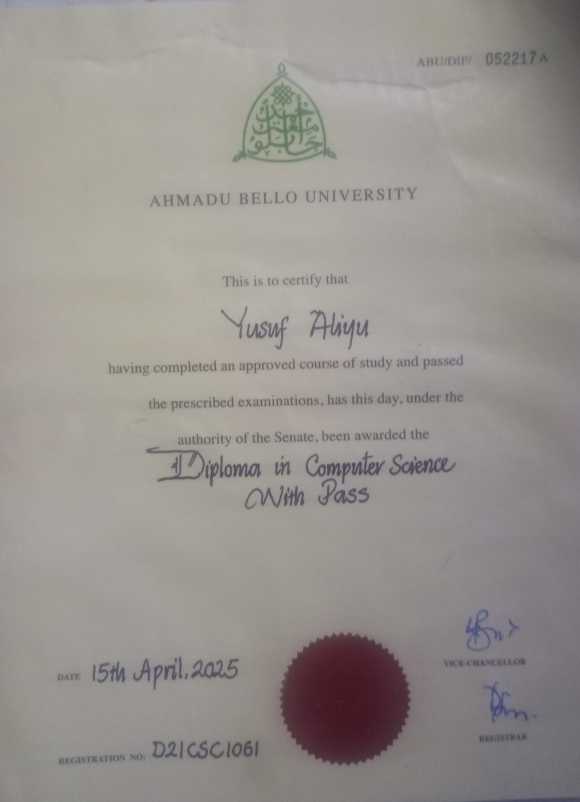 ABU/DIP/ 052217 A
AHMADU BELLO UNIVERSITY
This is to certify that
Yusuf Aliyu
having completed an approved course of study and passed
the prescribed examinations, has this day, under the
authority of the Senate, been awarded the
Diploma in Computer Science
With Pass
DATE 15th April, 2025
VICE-CHANCELLOR
REGISTRAR
REGISTRATION NO: D21CSC1061